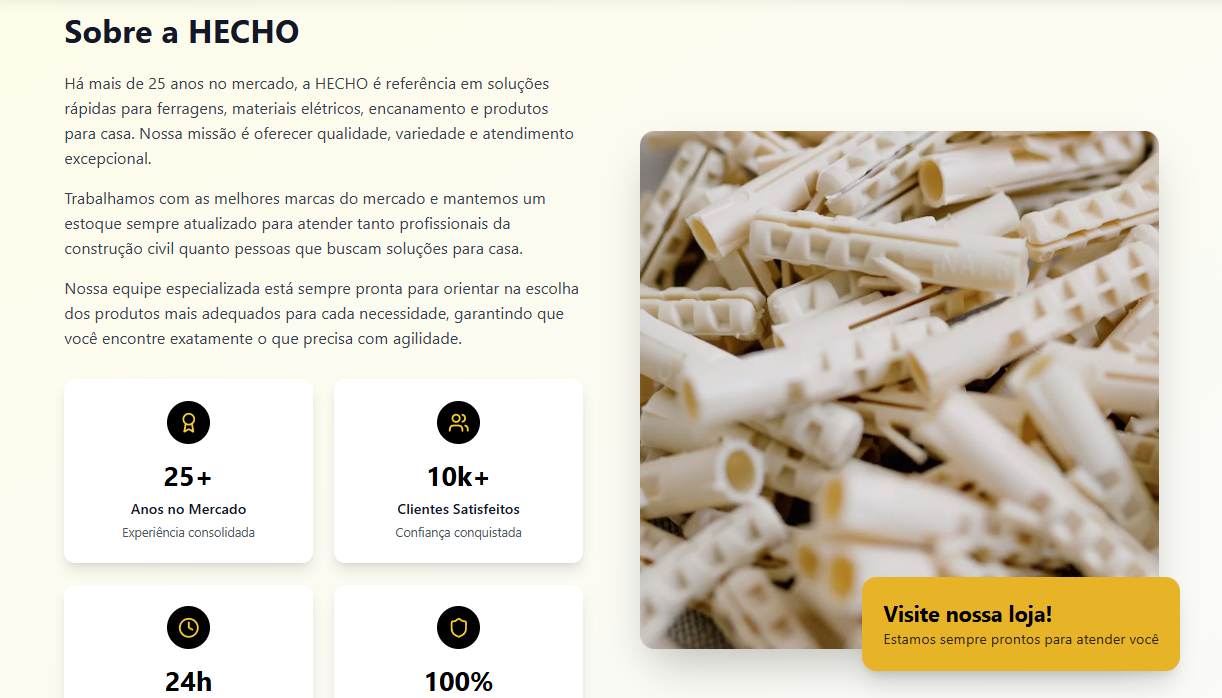 Sobre a HECHO
Há mais de 25 anos no mercado, a HECHO é referência em soluções
rápidas para ferragens, materiais elétricos, encanamento e produtos
para casa. Nossa missão é oferecer qualidade, variedade e atendimento
excepcional.
Trabalhamos com as melhores marcas do mercado e mantemos um
estoque sempre atualizado para atender tanto profissionais da
construção civil quanto pessoas que buscam soluções para casa.
Nossa equipe especializada está sempre pronta para orientar na escolha
dos produtos mais adequados para cada necessidade, garantindo que
você encontre exatamente o que precisa com agilidade.
25+
Anos no Mercado
Experiência consolidada
10k+
Clientes Satisfeitos
Confiança conquistada
24h
100%
Visite nossa loja!
Estamos sempre prontos para atender você